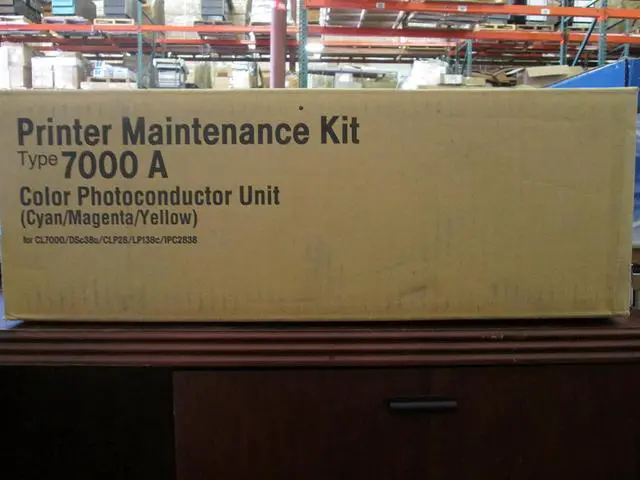 Printer Maintenance Kit
Type 7000 A
Color Photoconductor Unit
(Cyan/Magenta/Yellow)
for CL7000/DSc38u/CLP28/LP138c/IPC2838